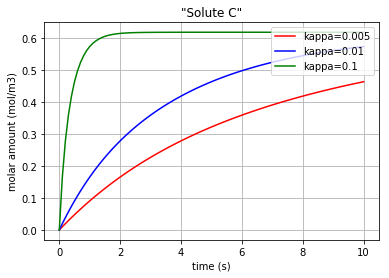 "Solute C"
kappa=0.005
kappa=0.01
kappa=0.1
molar amount (mol/m3)
0.6
0.5
0.4
0.3
0.2
0.1
0.0
0 2 4 6 8 10
time (s)